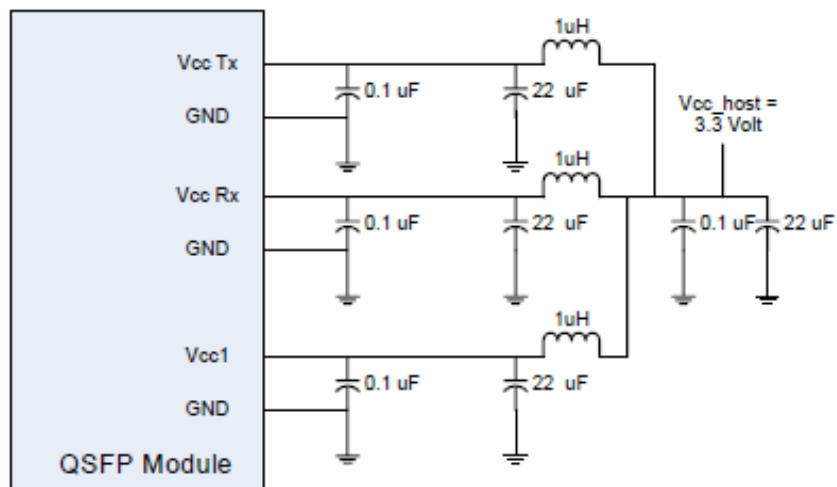 1uH
Vcc Tx
0.1 uF
22 uF
Vcc_host =
3.3 Volt
GND
1uH
Vcc Rx
0.1 uF
22 uF
0.1 uF
22 uF
GND
1uH
Vcc1
0.1 uF
22 uF
GND
QSFP Module